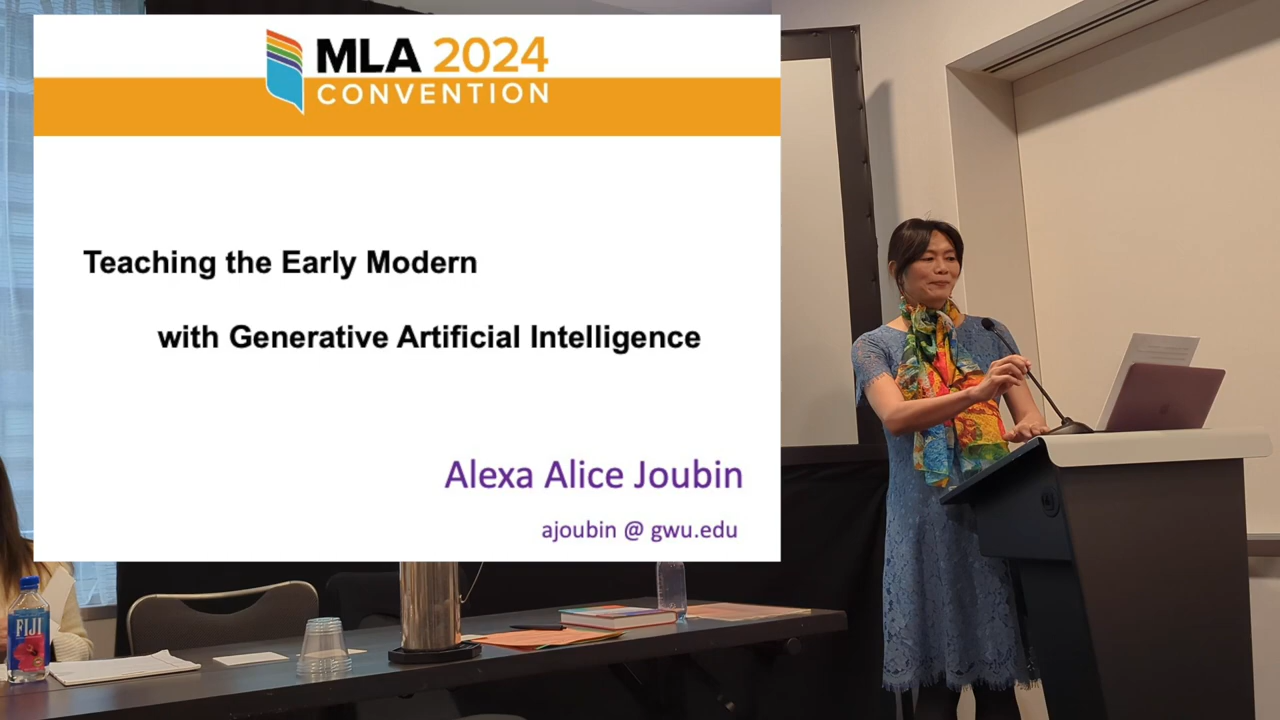 MLA 2024
CONVENTION
Teaching the Early Modern
with Generative Artificial Intelligence
Alexa Alice Joubin
ajoubin @ gwu.edu
FIJI